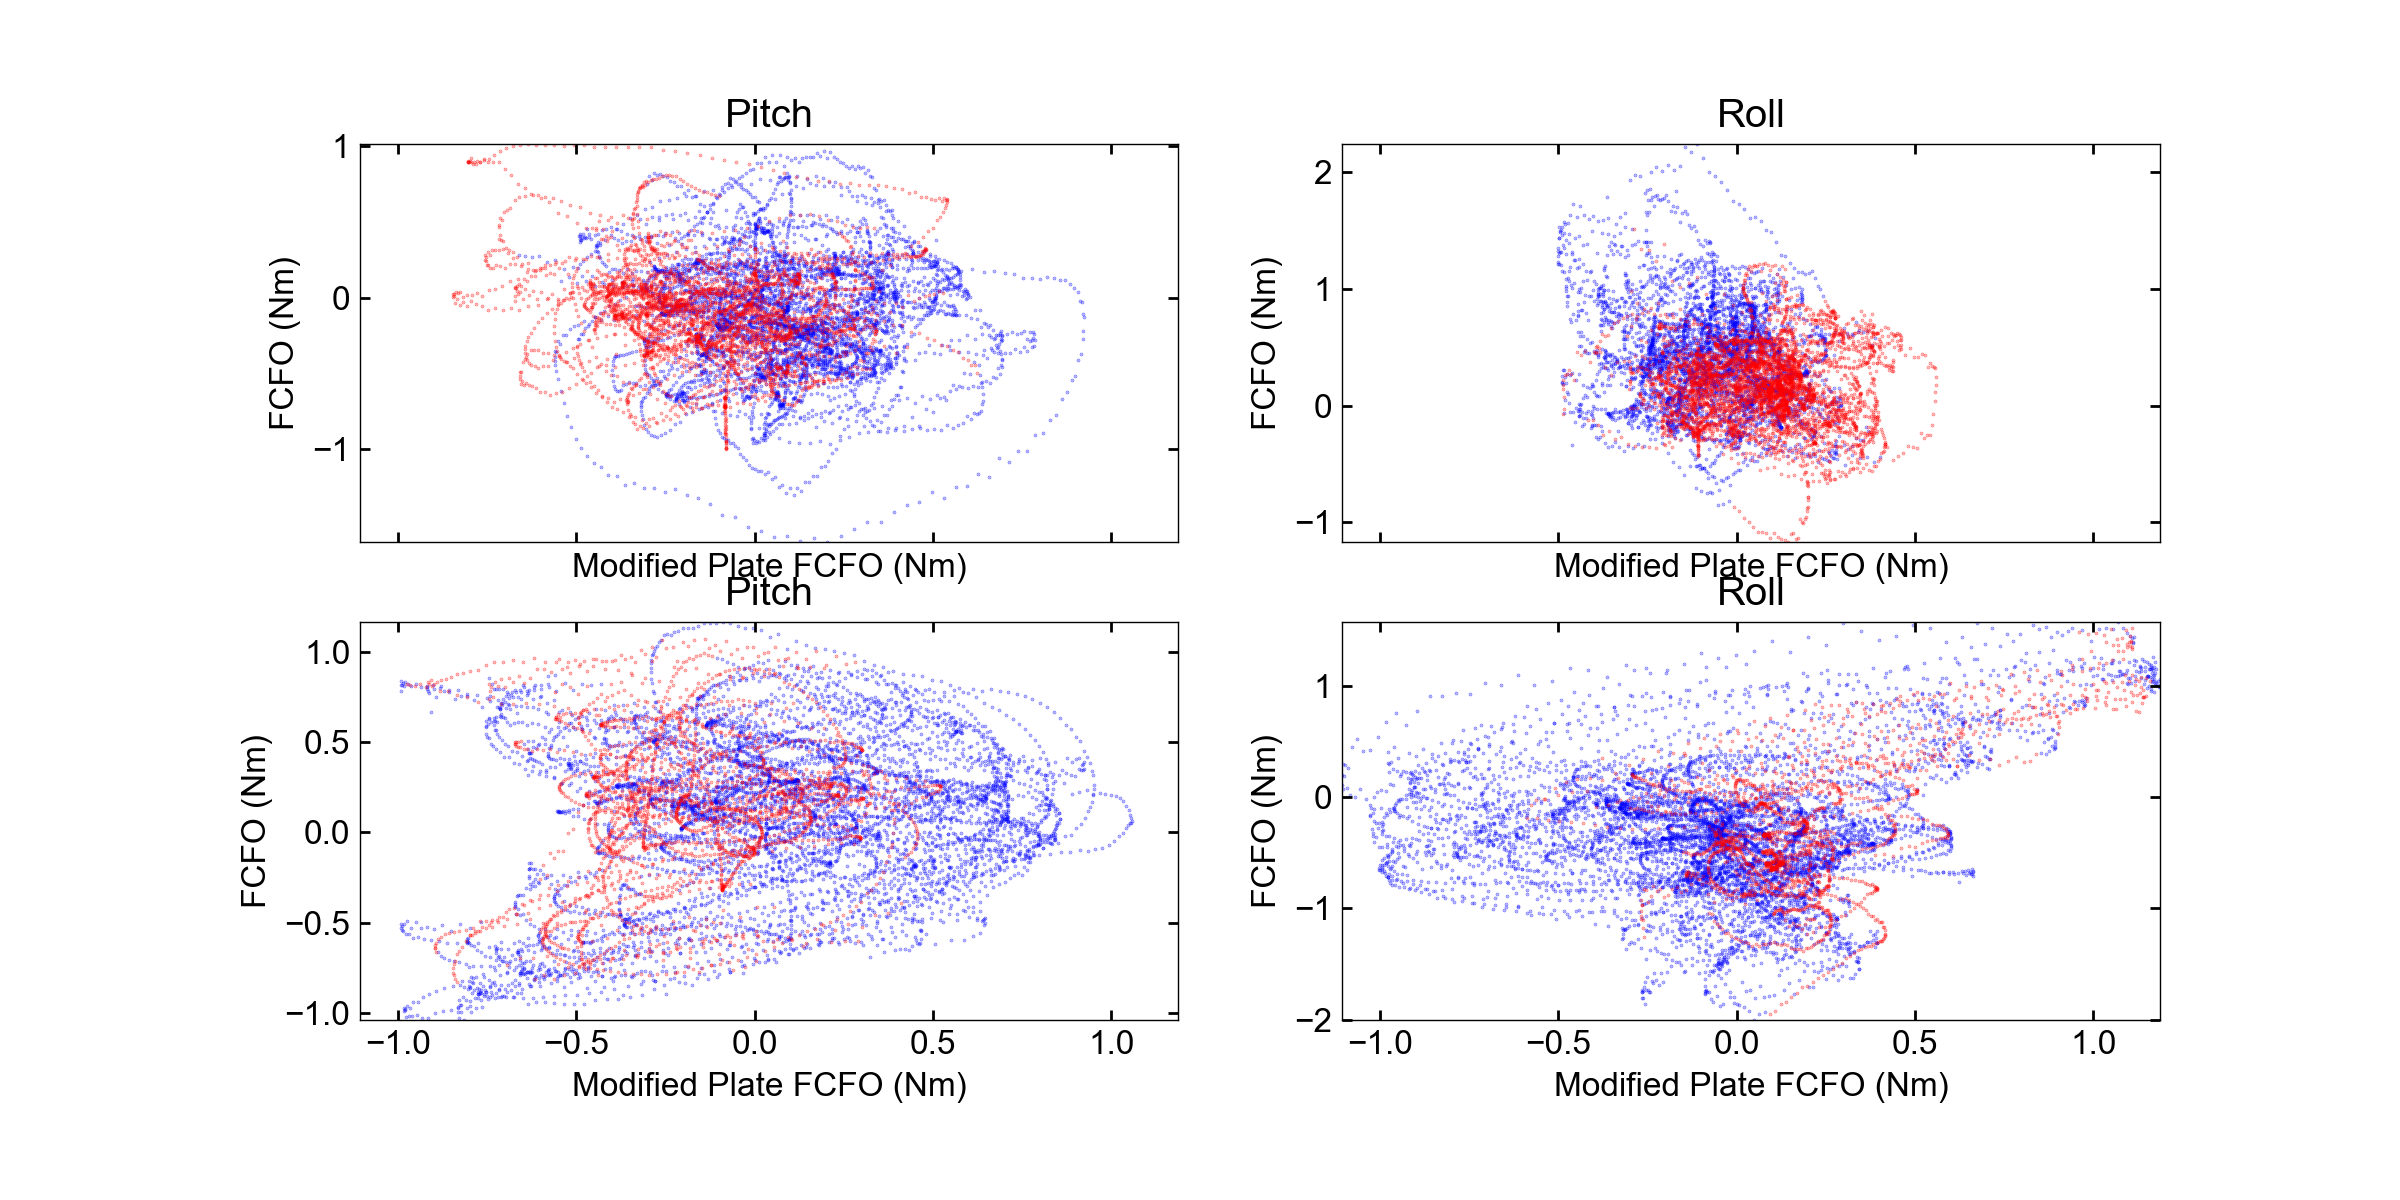 Pitch
Roll
1
0
−1
FCFO (Nm)
2
1
0
−1
FCFO (Nm)
Modified Plate FCFO (Nm)
Modified Plate FCFO (Nm)
Pitch
Roll
1.0
0.5
0.0
−0.5
−1.0
FCFO (Nm)
1
0
−1
−2
FCFO (Nm)
−1.0 −0.5 0.0 0.5 1.0
−1.0 −0.5 0.0 0.5 1.0
Modified Plate FCFO (Nm)
Modified Plate FCFO (Nm)